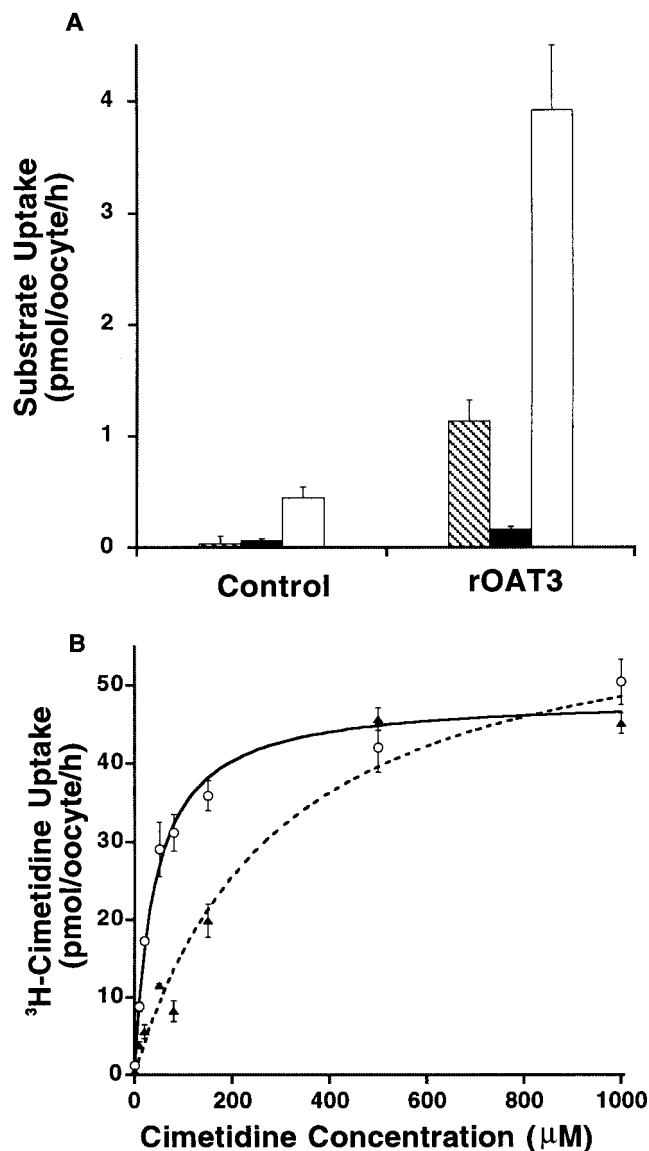 A
Substrate Uptake
(pmol/oocyte/h)
4
3
2
1
0
Control
rOAT3
B
³H-Cimetidine Uptake
(pmol/oocyte/h)
50
40
30
20
10
0
0
200
400
600
800
1000
Cimetidine Concentration (μM)